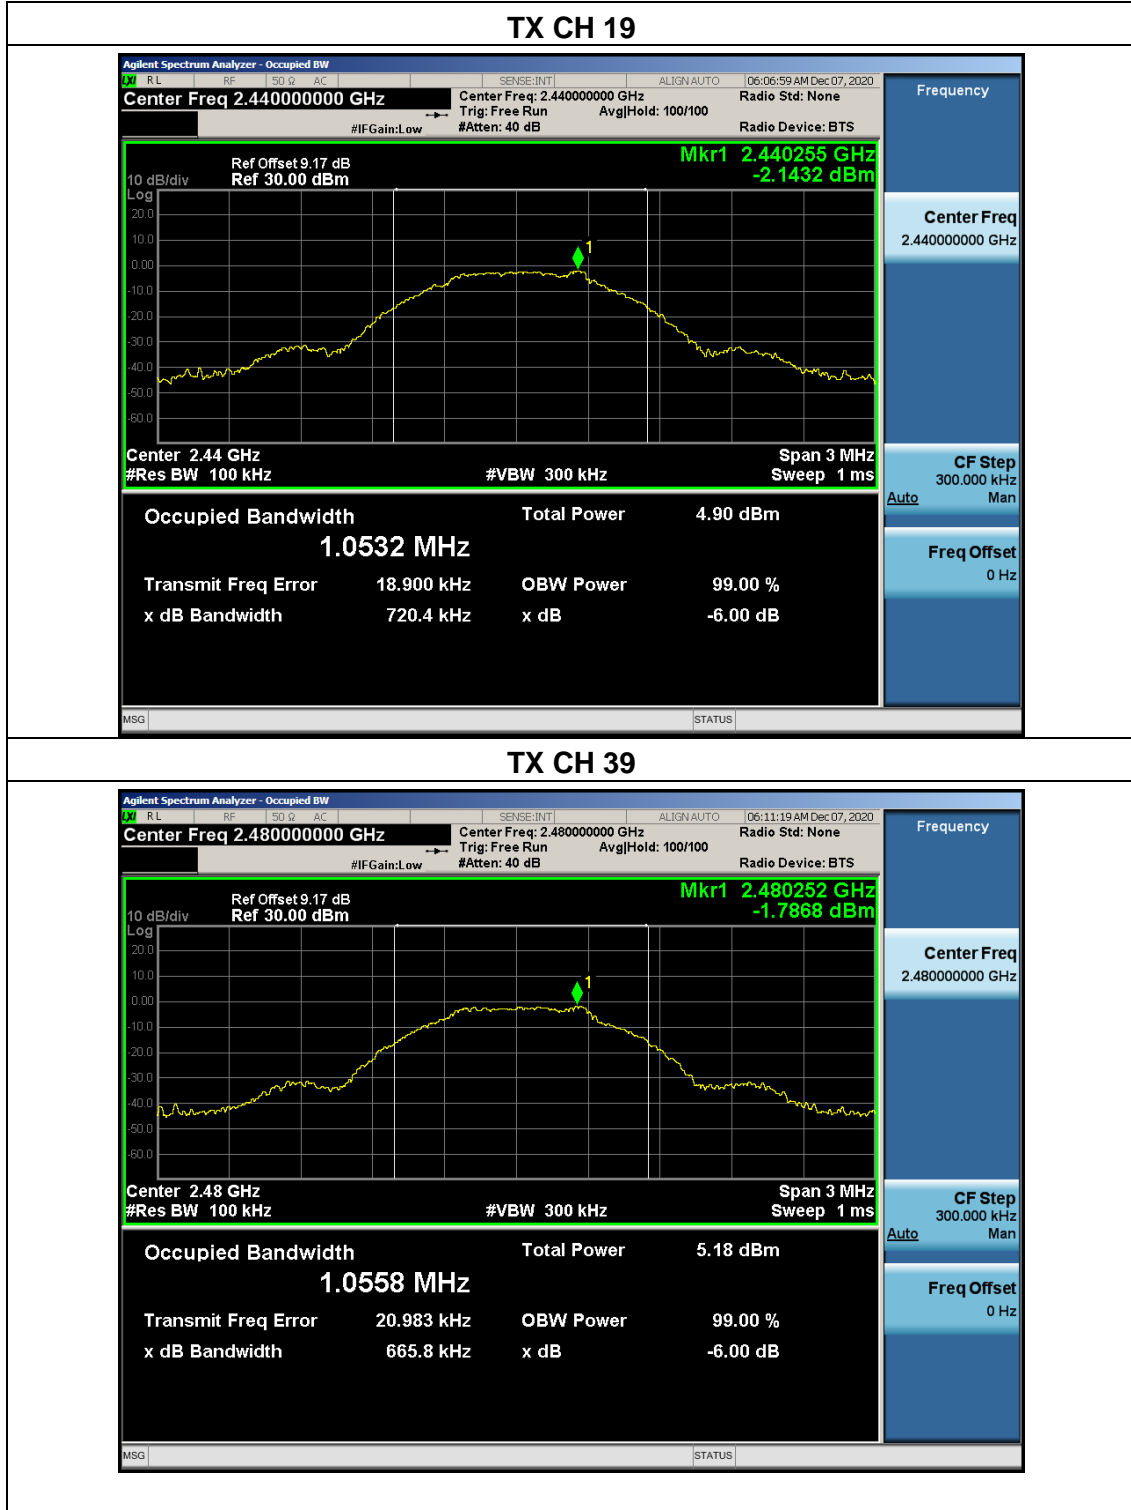 TX CH 19
Agilent Spectrum Analyzer - Occupied BW
LXI RL RF 50 Ω AC SENSE:INT ALIGN AUTO 06:06:59 AM Dec 07, 2020
Center Freq 2.440000000 GHz
Center Freq: 2.440000000 GHz
Radio Std: None
Trig: Free Run Avg|Hold: 100/100
#IFGain:Low #Atten: 40 dB Radio Device: BTS
Frequency
Mkr1 2.440255 GHz
-2.1432 dBm
Ref Offset 9.17 dB
10 dB/div Ref 30.00 dBm
Log
20.0
10.0
0.00
-10.0
-20.0
-30.0
-40.0
-50.0
-60.0
1
Center 2.44 GHz Span 3 MHz
#Res BW 100 kHz #VBW 300 kHz Sweep 1 ms
Center Freq
2.440000000 GHz
CF Step
300.000 kHz
Auto Man
Freq Offset
0 Hz
Occupied Bandwidth Total Power 4.90 dBm
1.0532 MHz
Transmit Freq Error 18.900 kHz OBW Power 99.00 %
x dB Bandwidth 720.4 kHz x dB -6.00 dB
MSG STATUS
TX CH 39
Agilent Spectrum Analyzer - Occupied BW
LXI RL RF 50 Ω AC SENSE:INT ALIGN AUTO 06:11:19 AM Dec 07, 2020
Center Freq 2.480000000 GHz
Center Freq: 2.480000000 GHz
Radio Std: None
Trig: Free Run Avg|Hold: 100/100
#IFGain:Low #Atten: 40 dB Radio Device: BTS
Frequency
Mkr1 2.480252 GHz
-1.7868 dBm
Ref Offset 9.17 dB
10 dB/div Ref 30.00 dBm
Log
20.0
10.0
0.00
-10.0
-20.0
-30.0
-40.0
-50.0
-60.0
1
Center 2.48 GHz Span 3 MHz
#Res BW 100 kHz #VBW 300 kHz Sweep 1 ms
Center Freq
2.480000000 GHz
CF Step
300.000 kHz
Auto Man
Freq Offset
0 Hz
Occupied Bandwidth Total Power 5.18 dBm
1.0558 MHz
Transmit Freq Error 20.983 kHz OBW Power 99.00 %
x dB Bandwidth 665.8 kHz x dB -6.00 dB
MSG STATUS